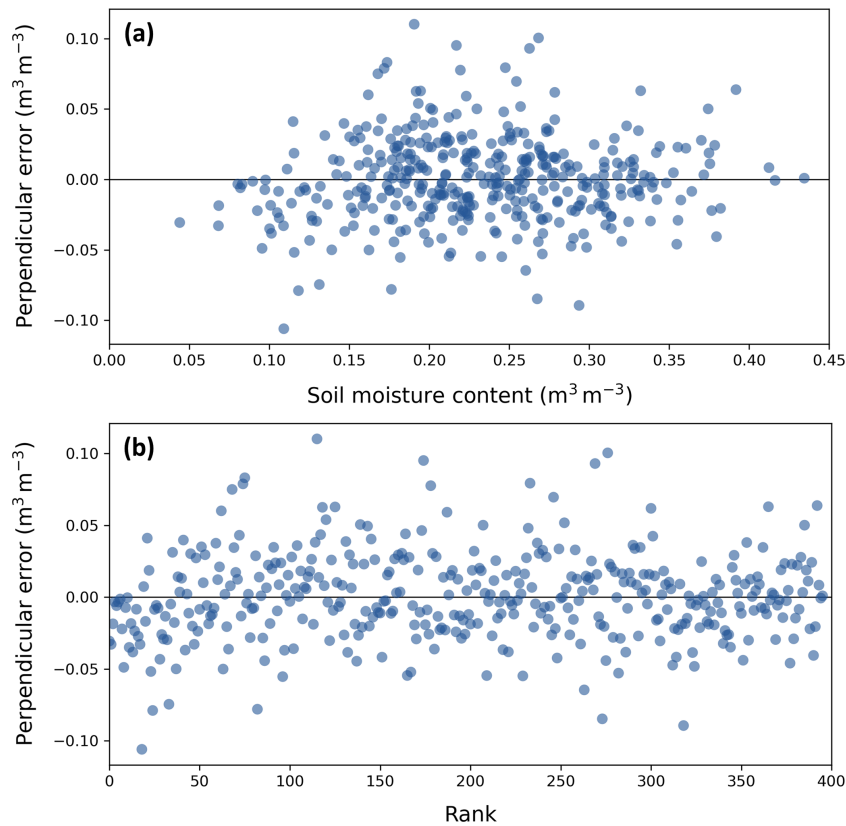 (a)
Perpendicular error (m³ m⁻³)
0.10
0.05
0.00
−0.05
−0.10
0.00 0.05 0.10 0.15 0.20 0.25 0.30 0.35 0.40 0.45
Soil moisture content (m³ m⁻³)
(b)
Perpendicular error (m³ m⁻³)
0.10
0.05
0.00
−0.05
−0.10
0 50 100 150 200 250 300 350 400
Rank